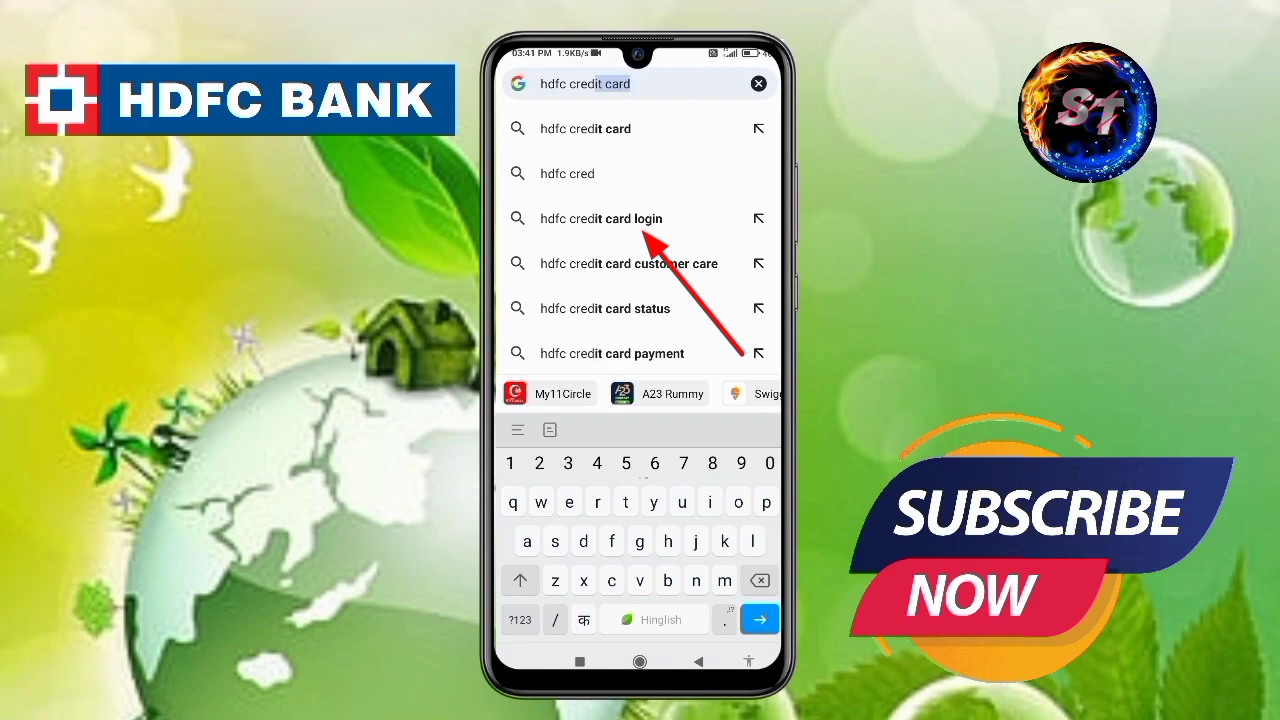 HDFC BANK
03:41 PM 1.9KB/s
hdfc credit card
hdfc credit card
hdfc cred
hdfc credit card login
hdfc credit card customer care
hdfc credit card status
hdfc credit card payment
My11Circle
A23 Rummy
Swigg
1 2 3 4 5 6 7 8 9 0
q w e r t y u i o p
a s d f g h j k l
z x c v b n m
?123 / क Hinglish .
ST
SUBSCRIBE
NOW